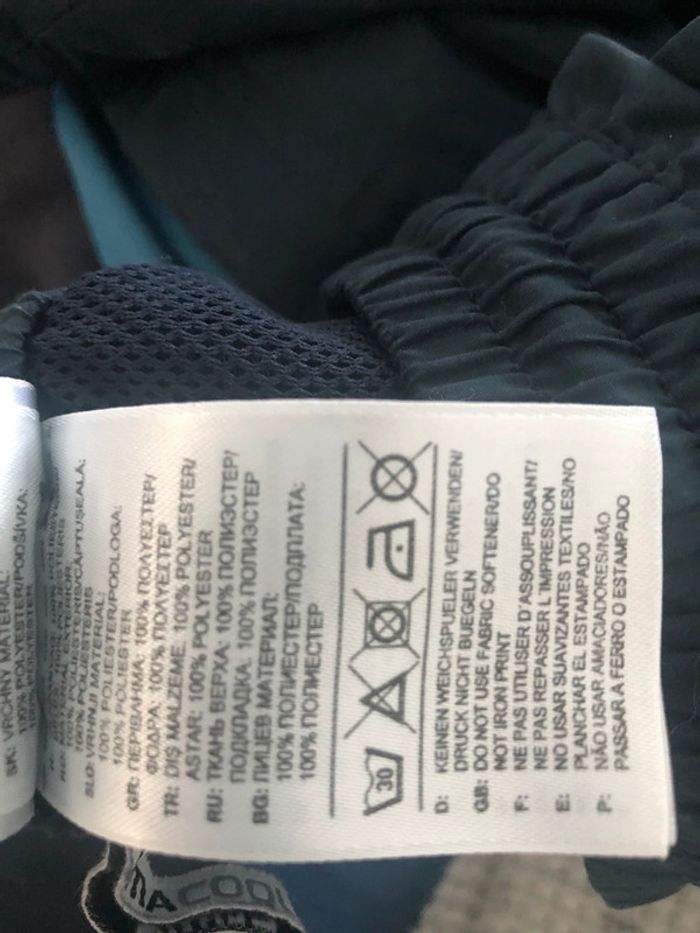 SK: VRCHNÝ MATERIÁL:
100% POLYESTER/PODŠÍVKA:
POLYESTER
SLO: VRHNJI MATERIAL:
100% POLIESTER/PODLOGA:
100% POLIESTER
GR: 100% ΠΟΛΥΕΣΤΕΡ/
ΦΟΔΡΑ: 100% ΠΟΛΥΕΣΤΕΡ
TR: DIŞ MALZEME: 100% POLYESTER/
ASTAR: 100% POLYESTER
RU: ТКАНЬ ВЕРХА: 100% ПОЛИЭСТЕР/
ПОДКЛАДКА: 100% ПОЛИЭСТЕР
BG: ЛИЦЕВ МАТЕРИАЛ:
100% ПОЛИЕСТЕР/ПОДПЛАТА:
100% ПОЛИЕСТЕР
30
D: KEINEN WEICHSPUELER VERWENDEN/
DRUCK NICHT BUEGELN
GB: DO NOT USE FABRIC SOFTENER/DO
NOT IRON PRINT
F: NE PAS UTILISER D'ASSOUPLISSANT/
NE PAS REPASSER L'IMPRESSION
E: NO USAR SUAVIZANTES TEXTILES/NO
PLANCHAR EL ESTAMPADO
P: NÃO USAR AMACIADORES/NÃO
PASSAR A FERRO O ESTAMPADO